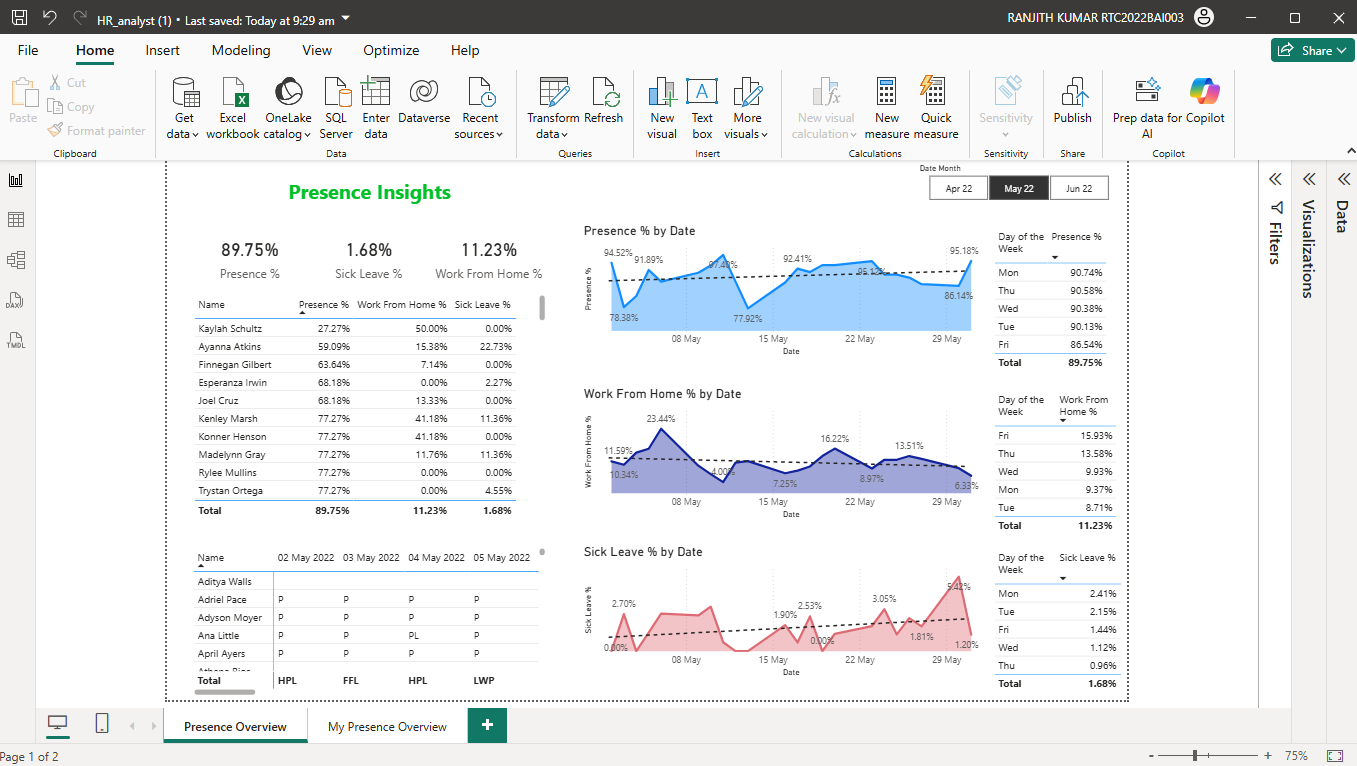 HR_analyst (1) • Last saved: Today at 9:29 am
RANJITH KUMAR RTC2022BAI003
File Home Insert Modeling View Optimize Help
Share
Paste
Cut
Copy
Format painter
Clipboard
Get data
Excel workbook
OneLake catalog
SQL Server
Enter data
Dataverse
Recent sources
Data
Transform data
Refresh
Queries
New visual
Text box
More visuals
Insert
New visual calculation
New measure
Quick measure
Calculations
Sensitivity
Sensitivity
Publish
Share
Prep data for AI
Copilot
Copilot
DAX
TMDL
Presence Insights
Date Month
Apr 22 May 22 Jun 22
89.75% 1.68% 11.23%
Presence % Sick Leave % Work From Home %
Name Presence % Work From Home % Sick Leave %
Kaylah Schultz 27.27% 50.00% 0.00%
Ayanna Atkins 59.09% 15.38% 22.73%
Finnegan Gilbert 63.64% 7.14% 0.00%
Esperanza Irwin 68.18% 0.00% 2.27%
Joel Cruz 68.18% 13.33% 0.00%
Kenley Marsh 77.27% 41.18% 11.36%
Konner Henson 77.27% 41.18% 0.00%
Madelynn Gray 77.27% 11.76% 11.36%
Rylee Mullins 77.27% 0.00% 0.00%
Trystan Ortega 77.27% 0.00% 4.55%
Total 89.75% 11.23% 1.68%
Name 02 May 2022 03 May 2022 04 May 2022 05 May 2022
Aditya Walls
Adriel Pace P P P P
Adyson Moyer P P P P
Ana Little P P PL P
April Ayers P P P P
Total HPL FFL HPL LWP
Presence % by Date
Presence %
94.52% 91.89% 97.40% 92.41% 95.12% 95.18%
78.38% 77.92% 86.14%
08 May 15 May 22 May 29 May
Date
Work From Home % by Date
Work From Home %
11.59% 23.44% 16.22% 13.51%
10.34% 4.00% 7.25% 8.97% 6.33%
08 May 15 May 22 May 29 May
Date
Sick Leave % by Date
Sick Leave %
2.70% 1.90% 2.53% 3.05% 5.42%
0.00% 0.00% 1.81% 1.20%
08 May 15 May 22 May 29 May
Date
Day of the Week Presence %
Mon 90.74%
Thu 90.58%
Wed 90.38%
Tue 90.13%
Fri 86.54%
Total 89.75%
Day of the Week Work From Home %
Fri 15.93%
Thu 13.58%
Wed 9.93%
Mon 9.37%
Tue 8.71%
Total 11.23%
Day of the Week Sick Leave %
Mon 2.41%
Tue 2.15%
Fri 1.44%
Wed 1.12%
Thu 0.96%
Total 1.68%
Filters
Visualizations
Data
Presence Overview
My Presence Overview
Page 1 of 2
75%